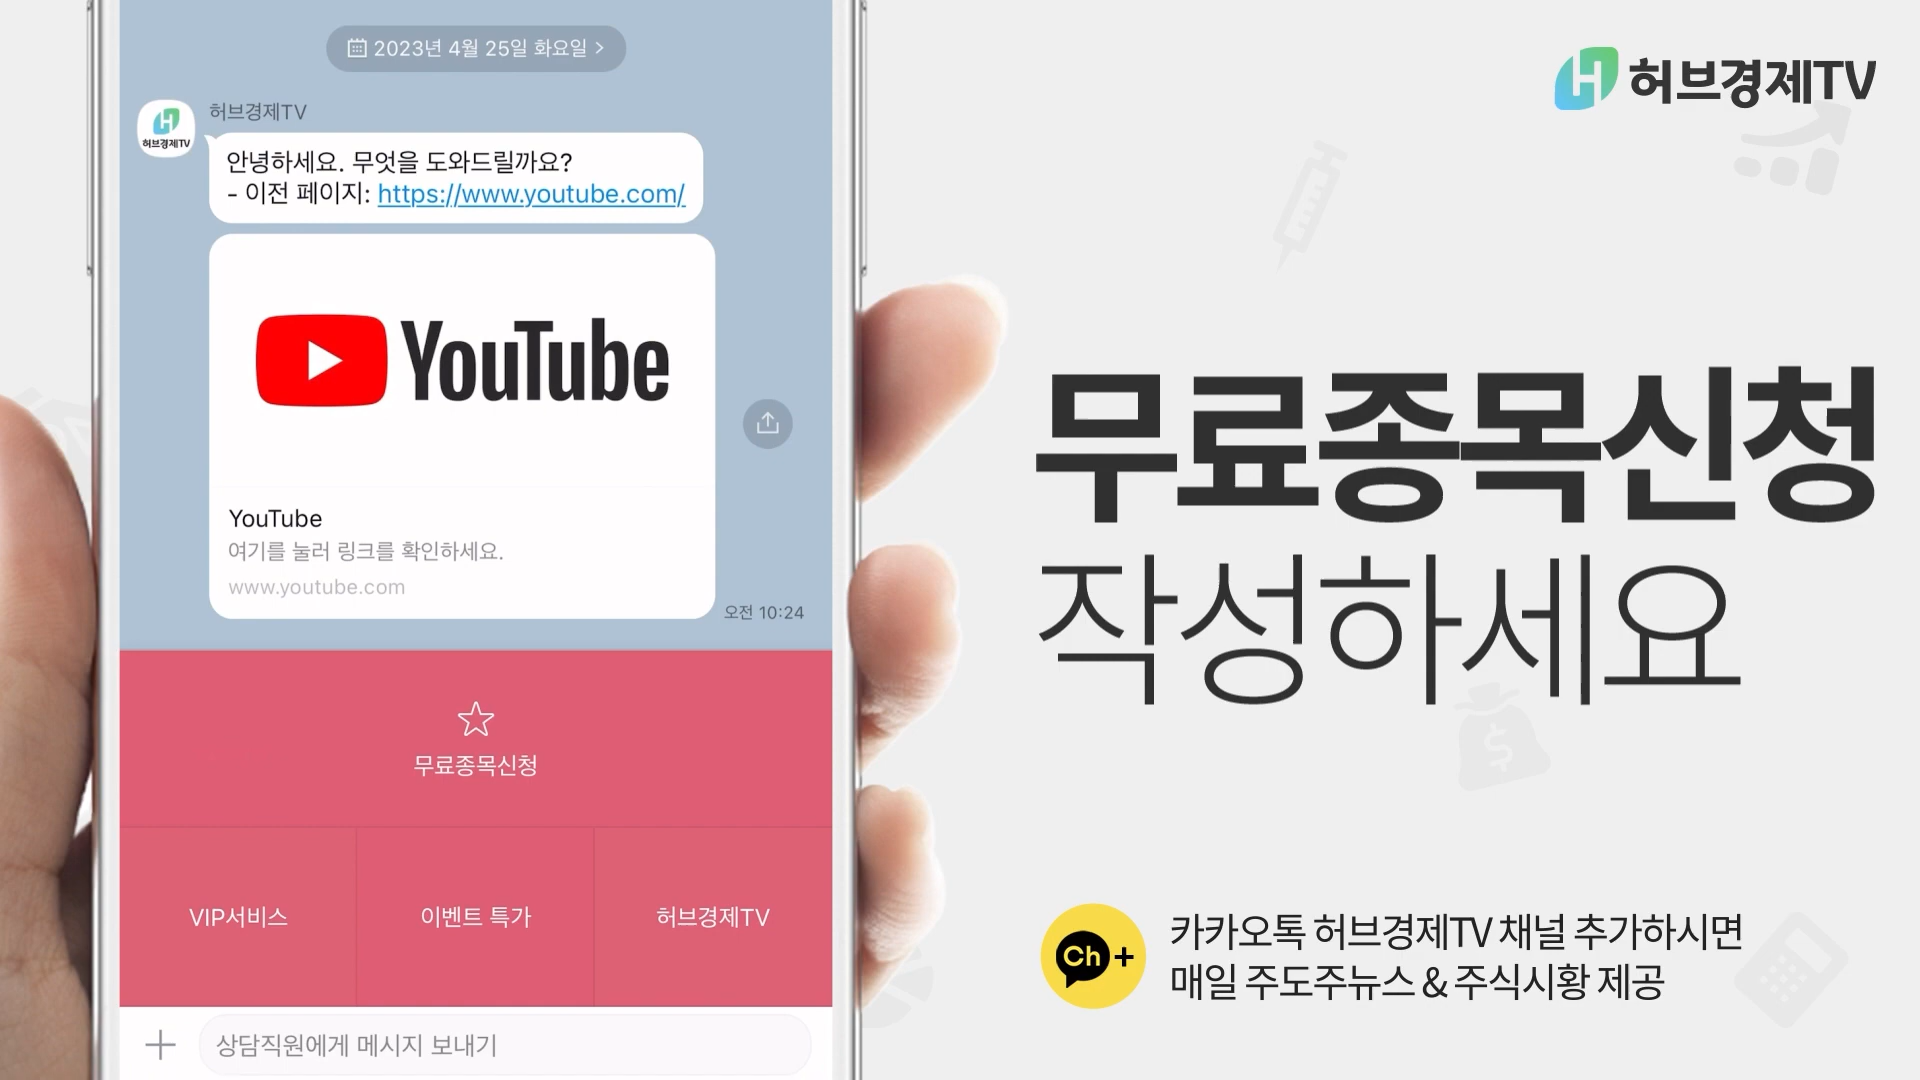 2023년 4월 25일 화요일 >
허브경제TV
허브경제TV
안녕하세요. 무엇을 도와드릴까요?
- 이전 페이지: https://www.youtube.com/
YouTube
YouTube
여기를 눌러 링크를 확인하세요.
www.youtube.com
오전 10:24
무료종목신청
VIP서비스
이벤트 특가
허브경제TV
상담직원에게 메시지 보내기
허브경제TV
무료종목신청
작성하세요
Ch+
카카오톡 허브경제TV 채널 추가하시면
매일 주도주뉴스 & 주식시황 제공